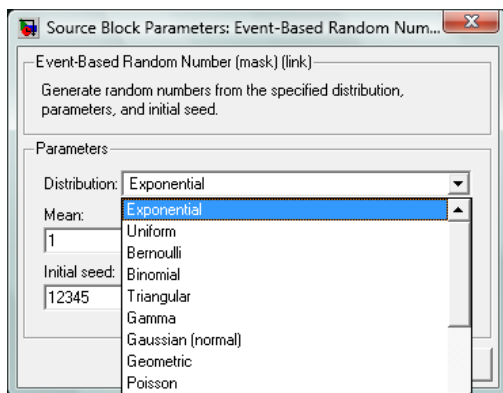 Source Block Parameters: Event-Based Random Num...
Event-Based Random Number (mask) (link)
Generate random numbers from the specified distribution,
parameters, and initial seed.
Parameters
Distribution: Exponential
Mean:
1
Initial seed:
12345
Exponential
Uniform
Bernoulli
Binomial
Triangular
Gamma
Gaussian (normal)
Geometric
Poisson